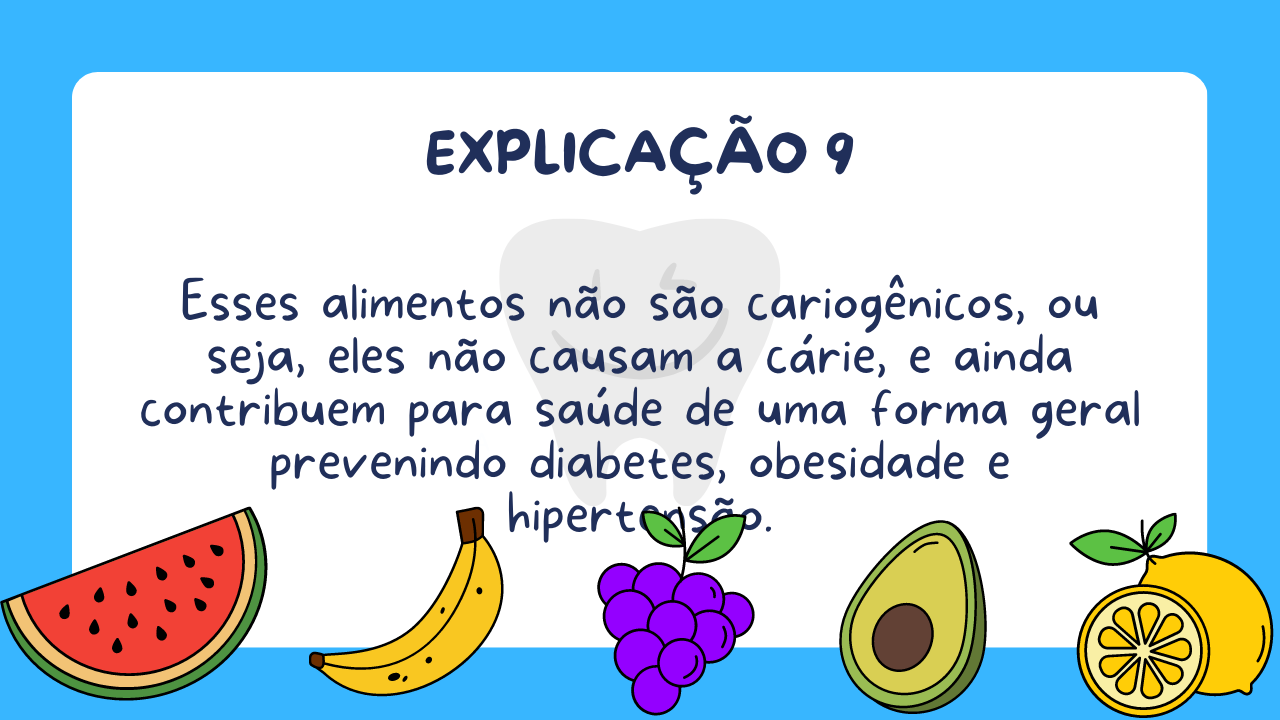 EXPLICAÇÃO 9
Esses alimentos não são cariogênicos, ou
seja, eles não causam a cárie, e ainda
contribuem para saúde de uma forma geral
prevenindo diabetes, obesidade e
hipertensão.